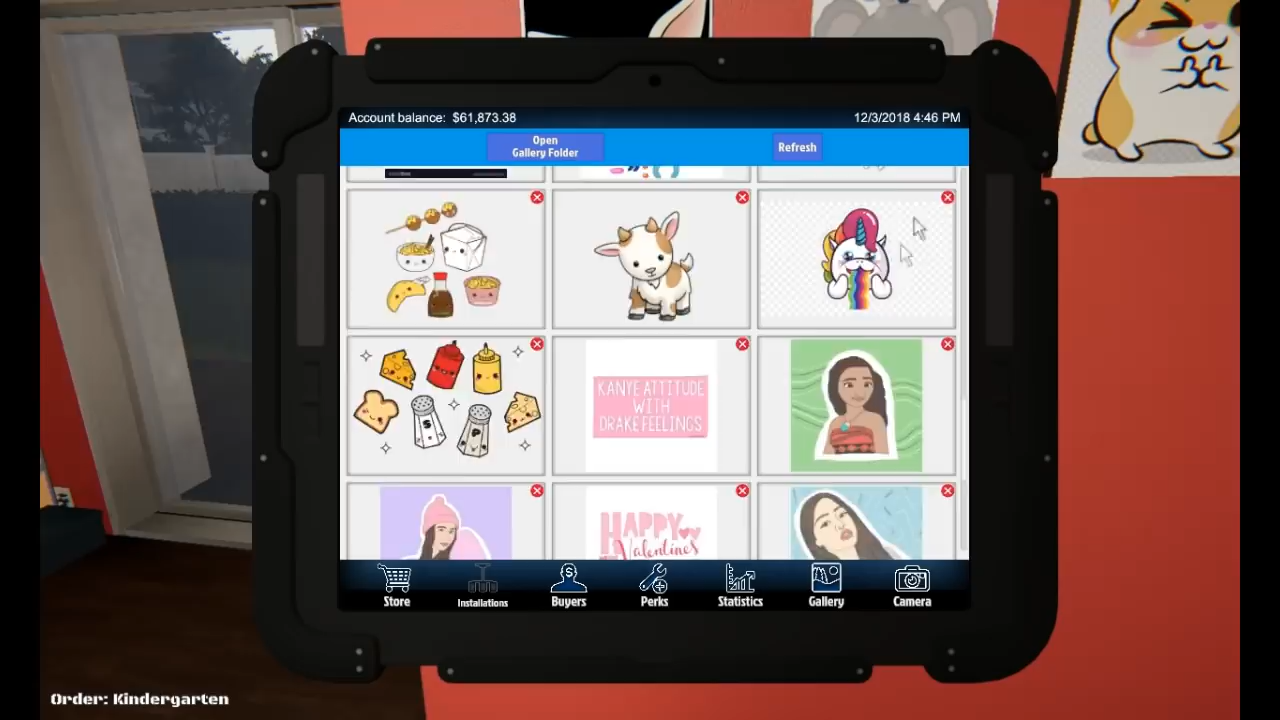 Account balance: $61,873.38
12/3/2018 4:46 PM
Open
Gallery Folder
Refresh
S
P
KANYE ATTITUDE
WITH
DRAKE FEELINGS
HAPPY
Valentines
Store
Installations
Buyers
Perks
Statistics
Gallery
Camera
Order: Kindergarten